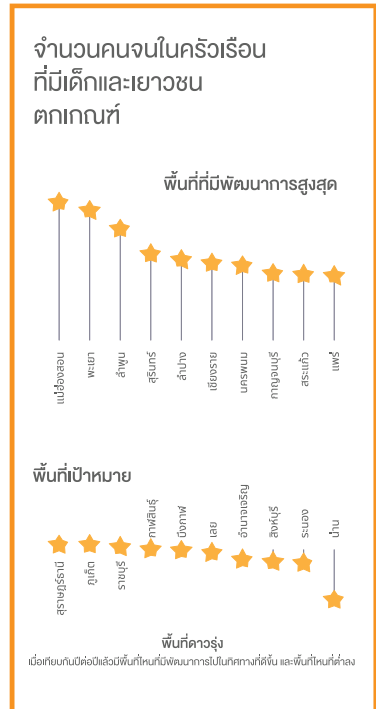 จำนวนคนจนในครัวเรือน
ที่มีเด็กและเยาวชน
ตกเกณฑ์
พื้นที่ที่มีพัฒนาการสูงสุด
แม่ฮ่องสอน
พะเยา
ลำพูน
สุรินทร์
ลำปาง
เชียงราย
นครพนม
กาญจนบุรี
สระแก้ว
แพร่
พื้นที่เป้าหมาย
สุราษฎร์ธานี
ภูเก็ต
ราชบุรี
กาฬสินธุ์
บึงกาฬ
เลย
อำนาจเจริญ
สิงห์บุรี
ระนอง
น่าน
พื้นที่ดาวรุ่ง
เมื่อเทียบกันปีต่อปีแล้วมีพื้นที่ไหนที่มีพัฒนาการไปในทิศทางที่ดีขึ้น และพื้นที่ไหนที่ต่ำลง